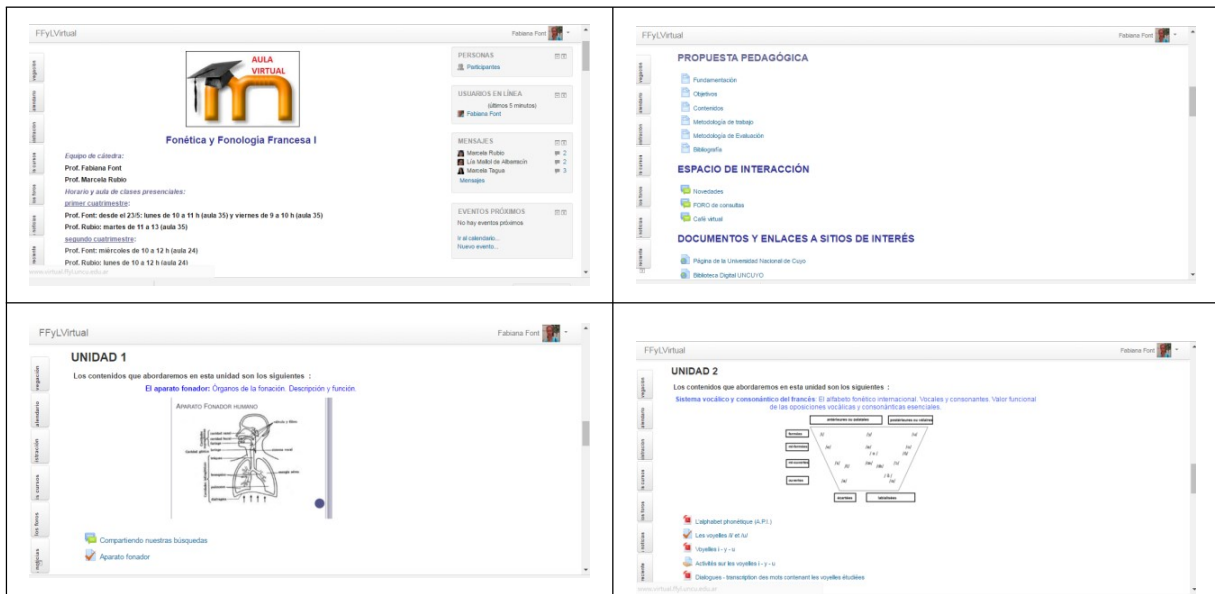 FFyLVirtual
Fabiana Font
AULA
VIRTUAL
Fonética y Fonología Francesa I
Equipo de cátedra:
Prof. Fabiana Font
Prof. Marcela Rubio
Horario y aula de clases presenciales:
primer cuatrimestre:
Prof. Font: desde el 23/5: lunes de 10 a 11 h (aula 35) y viernes de 9 a 10 h (aula 35)
Prof. Rubio: martes de 11 a 13 (aula 35)
segundo cuatrimestre:
Prof. Font: miércoles de 10 a 12 h (aula 24)
Prof. Rubio: lunes de 10 a 12 h (aula 24)
PERSONAS
Participantes
USUARIOS EN LÍNEA
(últimos 5 minutos)
Fabiana Font
MENSAJES
Marcela Rubio 2
Lía Mallol de Albarracín 2
Marcela Tagua 3
Mensajes
EVENTOS PRÓXIMOS
No hay eventos próximos
Ir al calendario...
Nuevo evento...
FFyLVirtual
Fabiana Font
PROPUESTA PEDAGÓGICA
Fundamentación
Objetivos
Contenidos
Metodología de trabajo
Metodología de Evaluación
Bibliografía
ESPACIO DE INTERACCIÓN
Novedades
FORO de consultas
Café virtual
DOCUMENTOS Y ENLACES A SITIOS DE INTERÉS
Página de la Universidad Nacional de Cuyo
Biblioteca Digital UNCUYO
FFyLVirtual
Fabiana Font
UNIDAD 1
Los contenidos que abordaremos en esta unidad son los siguientes :
El aparato fonador: Órganos de la fonación. Descripción y función.
APARATO FONADOR HUMANO
Compartiendo nuestras búsquedas
Aparato fonador
FFyLVirtual
Fabiana Font
UNIDAD 2
Los contenidos que abordaremos en esta unidad son los siguientes :
Sistema vocálico y consonántico del francés: El alfabeto fonético internacional. Vocales y consonantes. Valor funcional
de las oposiciones vocálicas y consonánticas esenciales.
L'alphabet phonétique (A.P.I.)
Les voyelles /i/ et /u/
Voyelles i - y - u
Activités sur les voyelles i - y - u
Dialogues - transcription des mots contenant les voyelles étudiées